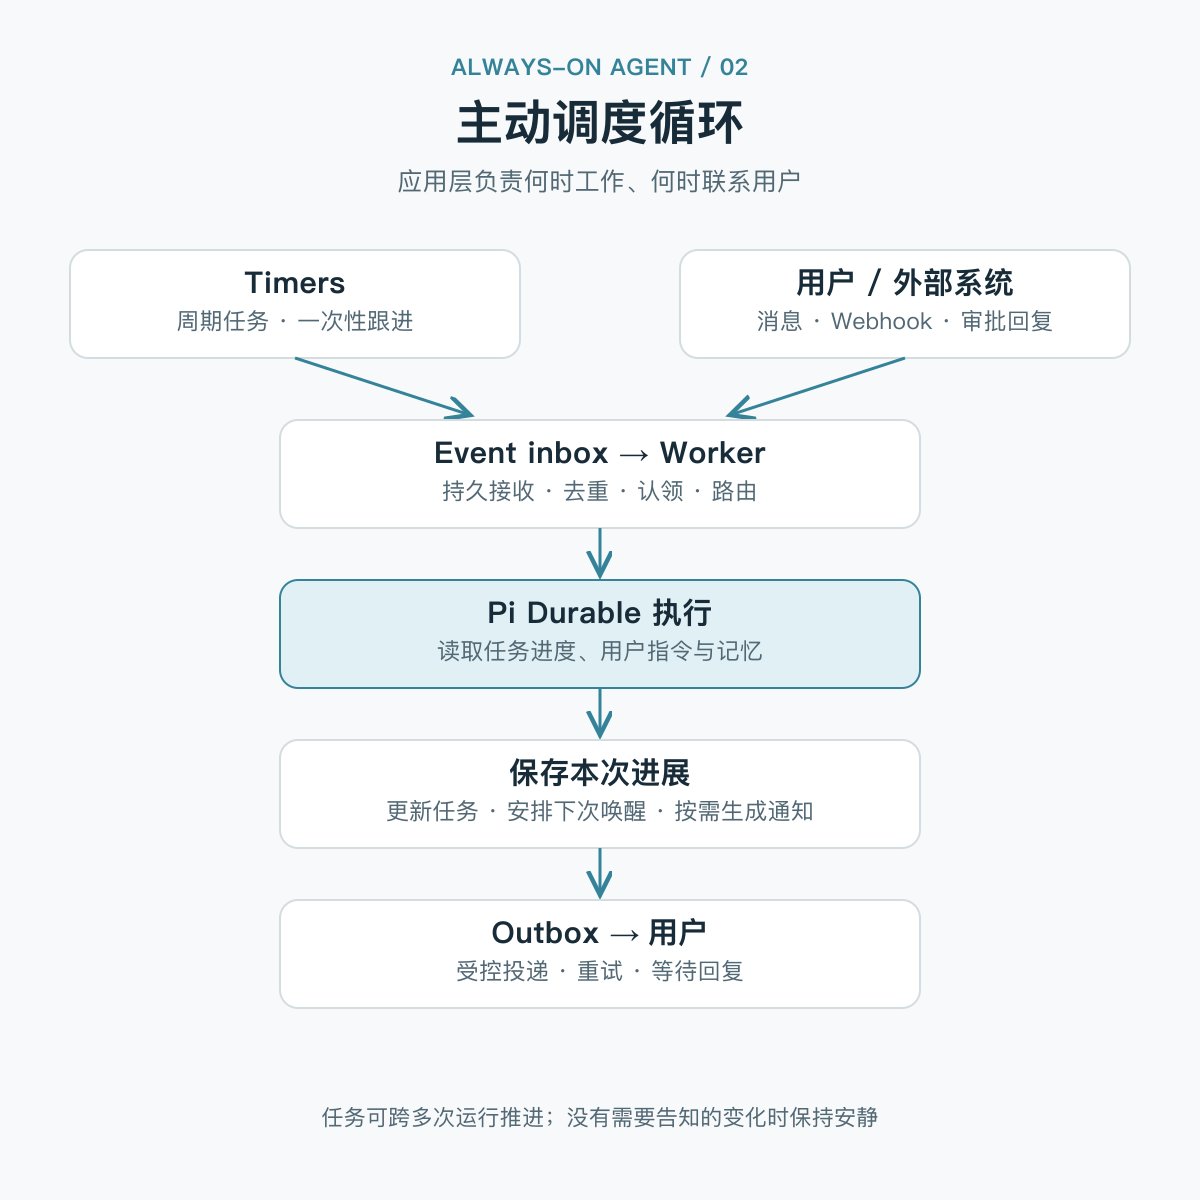 ALWAYS–ON AGENT / 02
主动调度循环
应用层负责何时工作、何时联系用户
Timers
周期任务 · 一次性跟进
用户 / 外部系统
消息 · Webhook · 审批回复
Event inbox → Worker
持久接收 · 去重 · 认领 · 路由
Pi Durable 执行
读取任务进度、用户指令与记忆
保存本次进展
更新任务 · 安排下次唤醒 · 按需生成通知
Outbox → 用户
受控投递 · 重试 · 等待回复
任务可跨多次运行推进；没有需要告知的变化时保持安静